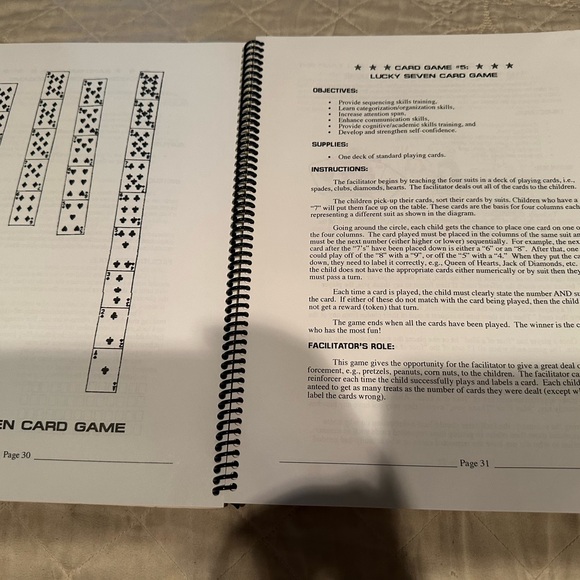 EN CARD GAME
Page 30
★ ★ ★ CARD GAME #5: ★ ★ ★
LUCKY SEVEN CARD GAME
OBJECTIVES:
• Provide sequencing skills training,
• Learn categorization/organization skills,
• Increase attention span,
• Enhance communication skills,
• Provide cognitive/academic skills training, and
• Develop and strengthen self-confidence.
SUPPLIES:
• One deck of standard playing cards.
INSTRUCTIONS:
The facilitator begins by teaching the four suits in a deck of playing cards, i.e.,
spades, clubs, diamonds, hearts. The facilitator deals out all of the cards to the children.
The children pick-up their cards, sort their cards by suits. Children who have a
"7" will put them face up on the table. These cards are the basis for four columns each
representing a different suit as shown in the diagram.
Going around the circle, each child gets the chance to place one card on one o
the four columns. The card played must be placed in the columns of the same suit an
must be the next number (either higher or lower) sequentially. For example, the nex
card after the "7's" have been placed down is either a "6" or an "8". After that, one
could play off of the "8" with a "9", or off the "5" with a "4." When they put the ca
down, they need to label it correctly, e.g., Queen of Hearts, Jack of Diamonds, etc.
the child does not have the appropriate cards either numerically or by suit then they
must pass a turn.
Each time a card is played, the child must clearly state the number AND su
the card. If either of these do not match with the card being played, then the child
not get a reward (token) that turn.
The game ends when all the cards have been played. The winner is the c
who has the most fun!
FACILITATOR'S ROLE:
This game gives the opportunity for the facilitator to give a great deal o
forcement, e.g., pretzels, peanuts, corn nuts, to the children. The facilitator ca
reinforcer each time the child successfully plays and labels a card. Each child
anteed to get as many treats as the number of cards they were dealt (except w
label the cards wrong).
Page 31